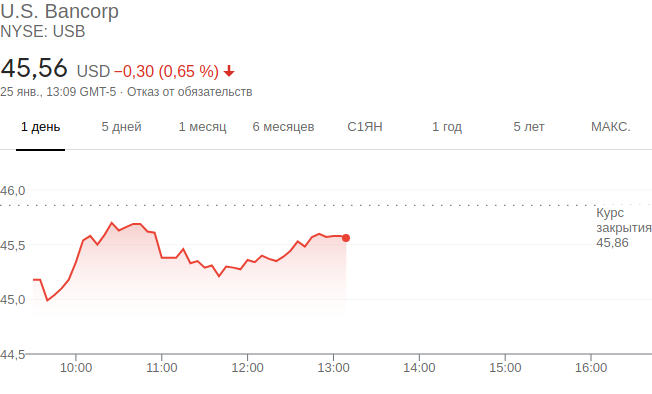 U.S. Bancorp
NYSE: USB
45,56 USD −0,30 (0,65 %)
25 янв., 13:09 GMT-5 · Отказ от обязательств
1 день 5 дней 1 месяц 6 месяцев С1ЯН 1 год 5 лет МАКС.
46,0
Курс
закрытия
45,86
45,5
45,0
44,5
10:00 11:00 12:00 13:00 14:00 15:00 16:00